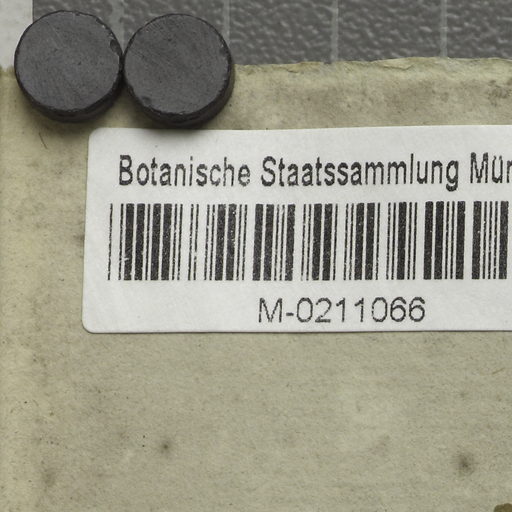 Botanische Staatssammlung Mün
M-0211066